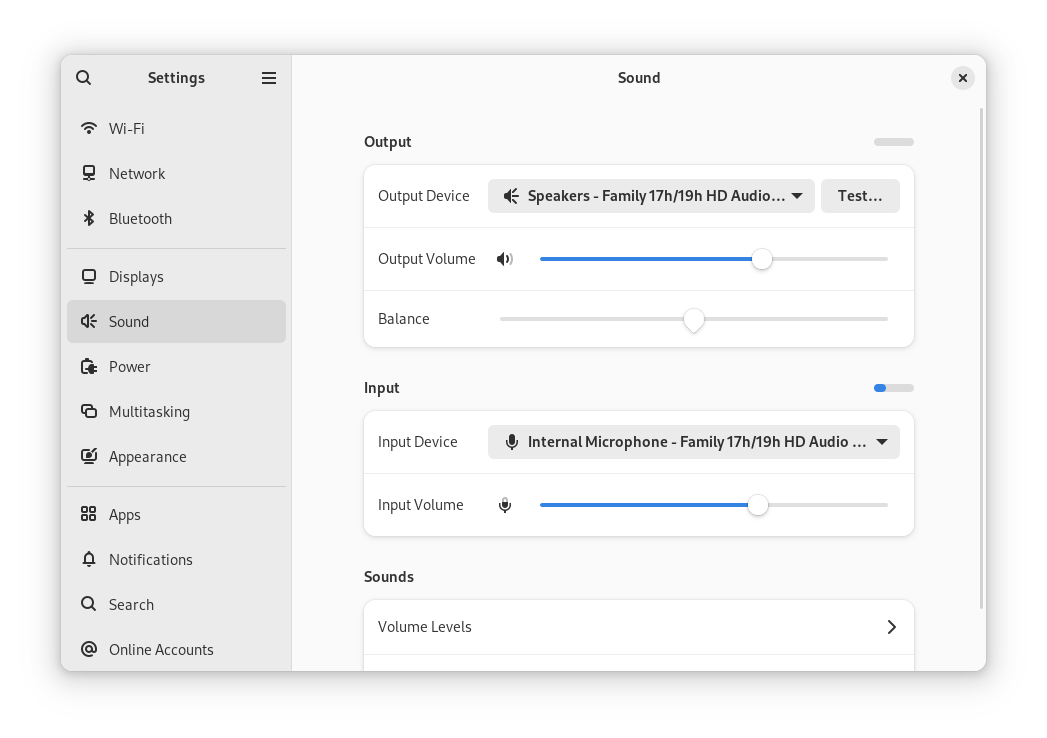 Settings
Sound
Wi-Fi
Network
Bluetooth
Displays
Sound
Power
Multitasking
Appearance
Apps
Notifications
Search
Online Accounts
Output
Output Device
Speakers - Family 17h/19h HD Audio…
Test…
Output Volume
Balance
Input
Input Device
Internal Microphone - Family 17h/19h HD Audio …
Input Volume
Sounds
Volume Levels